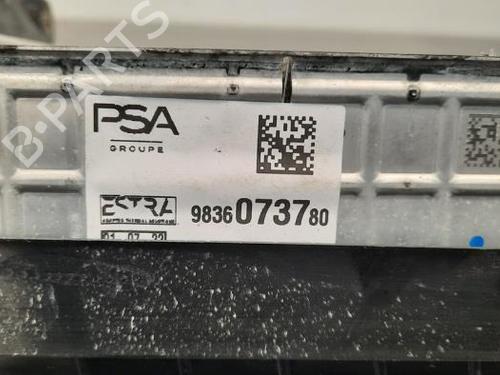 PSA
GROUPE
ESTRA
9836073780
01-07-22
B-PARTS